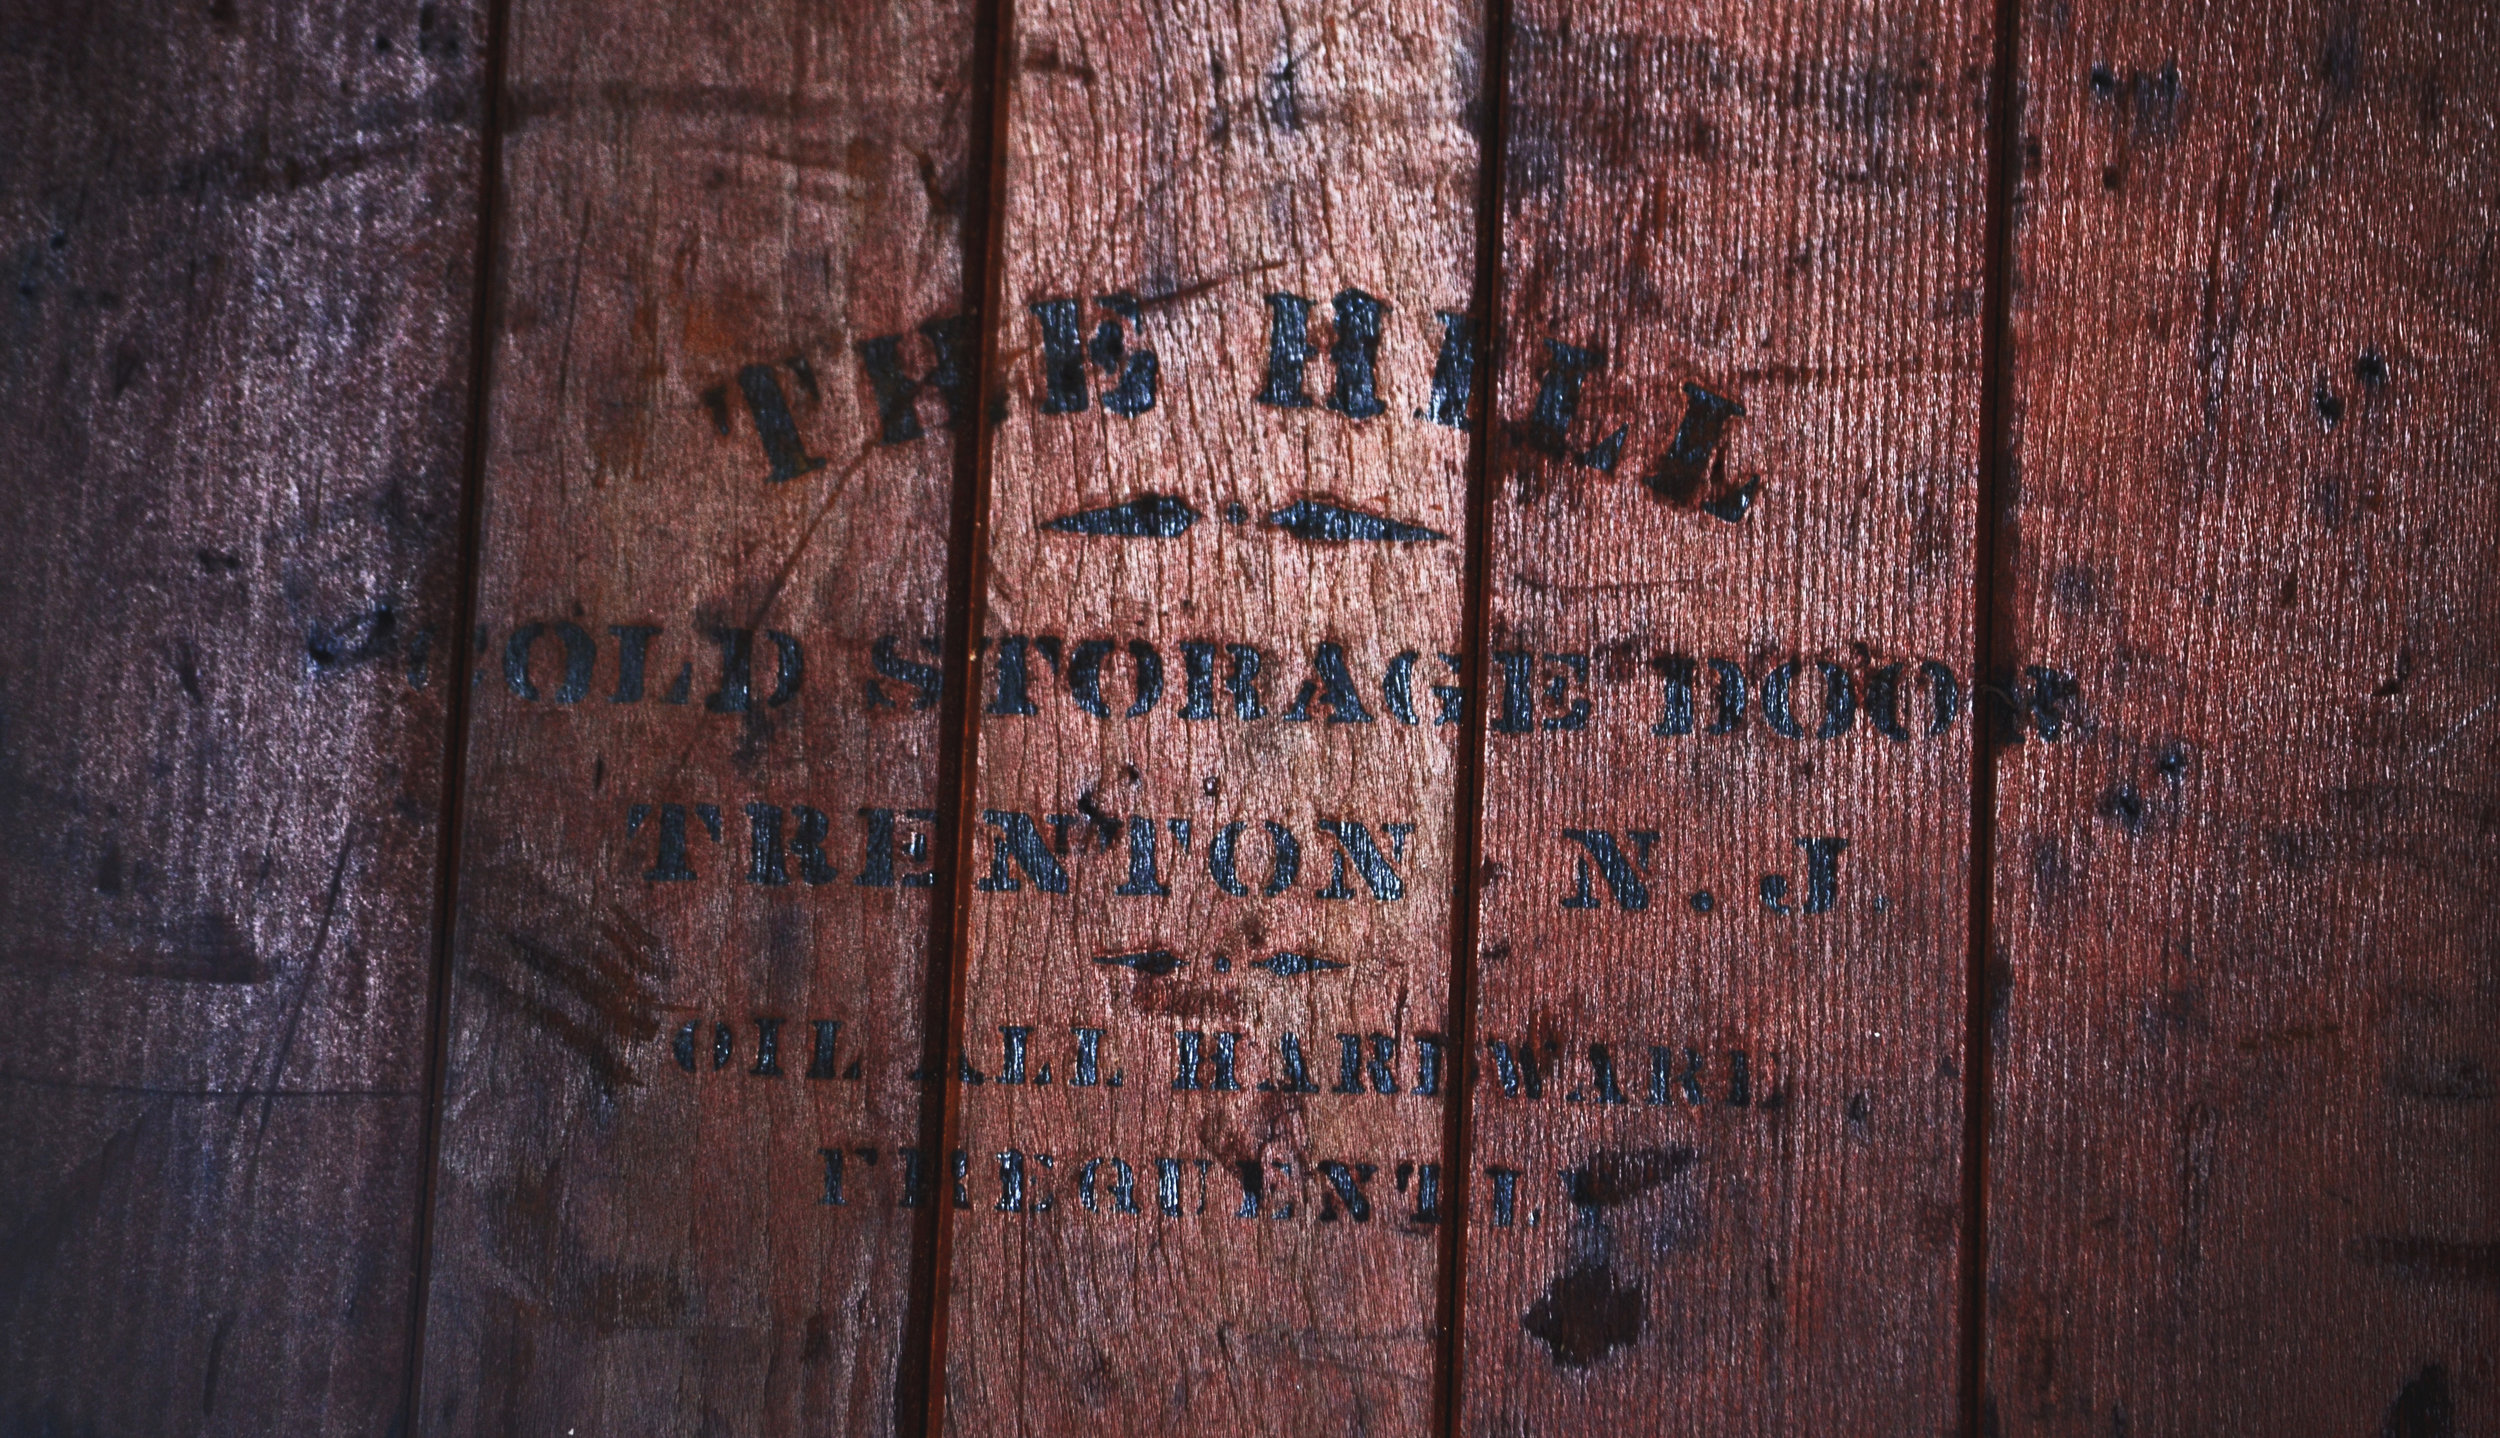 THE HILL
COLD STORAGE DOOR
TRENTON N.J.
OIL ALL HARDWARE
FREQUENTLY